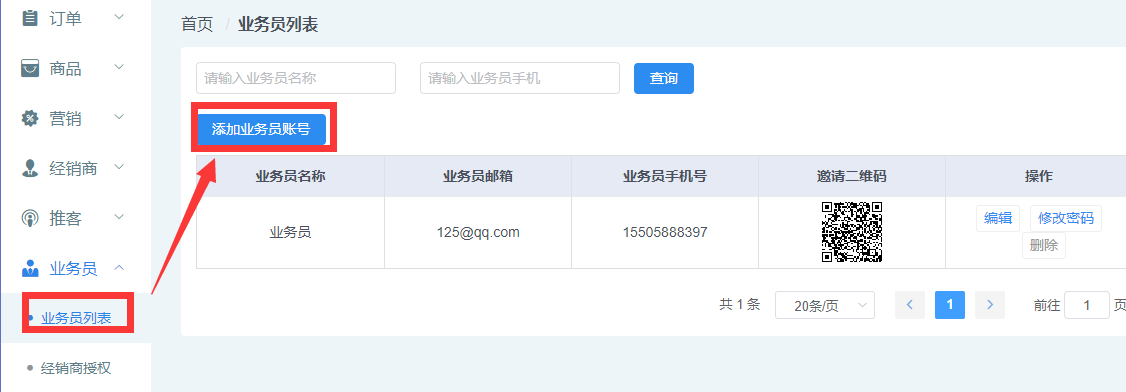 订单
商品
营销
经销商
推客
业务员
业务员列表
经销商授权
首页 / 业务员列表
请输入业务员名称 请输入业务员手机 查询
添加业务员账号
业务员名称 业务员邮箱 业务员手机号 邀请二维码 操作
业务员 125@qq.com 15505888397 编辑 修改密码
删除
共 1 条 20条/页 1 前往 1 页